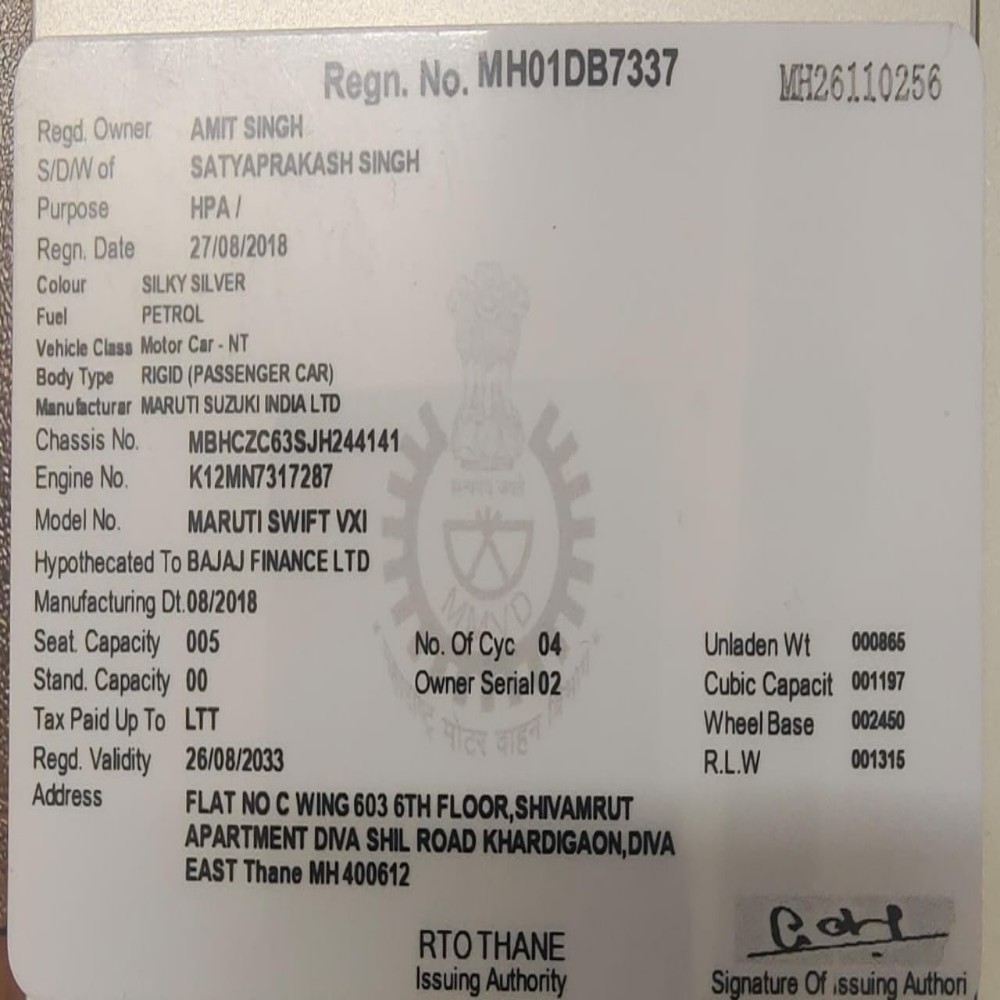 Regn. No. MH01DB7337 MH26110256
Regd. Owner AMIT SINGH
S/D/W of SATYAPRAKASH SINGH
Purpose HPA /
Regn. Date 27/08/2018
Colour SILKY SILVER
Fuel PETROL
Vehicle Class Motor Car - NT
Body Type RIGID (PASSENGER CAR)
Manufacturar MARUTI SUZUKI INDIA LTD
Chassis No. MBHCZC63SJH244141
Engine No. K12MN7317287
Model No. MARUTI SWIFT VXI
Hypothecated To BAJAJ FINANCE LTD
Manufacturing Dt. 08/2018
Seat. Capacity 005 No. Of Cyc 04 Unladen Wt 000865
Stand. Capacity 00 Owner Serial 02 Cubic Capacit 001197
Tax Paid Up To LTT Wheel Base 002450
Regd. Validity 26/08/2033 R.L.W 001315
Address FLAT NO C WING 603 6TH FLOOR,SHIVAMRUT
APARTMENT DIVA SHIL ROAD KHARDIGAON,DIVA
EAST Thane MH 400612
MMVD
मोटर वाहन
RTO THANE
Issuing Authority
Signature Of .ssuing Authori